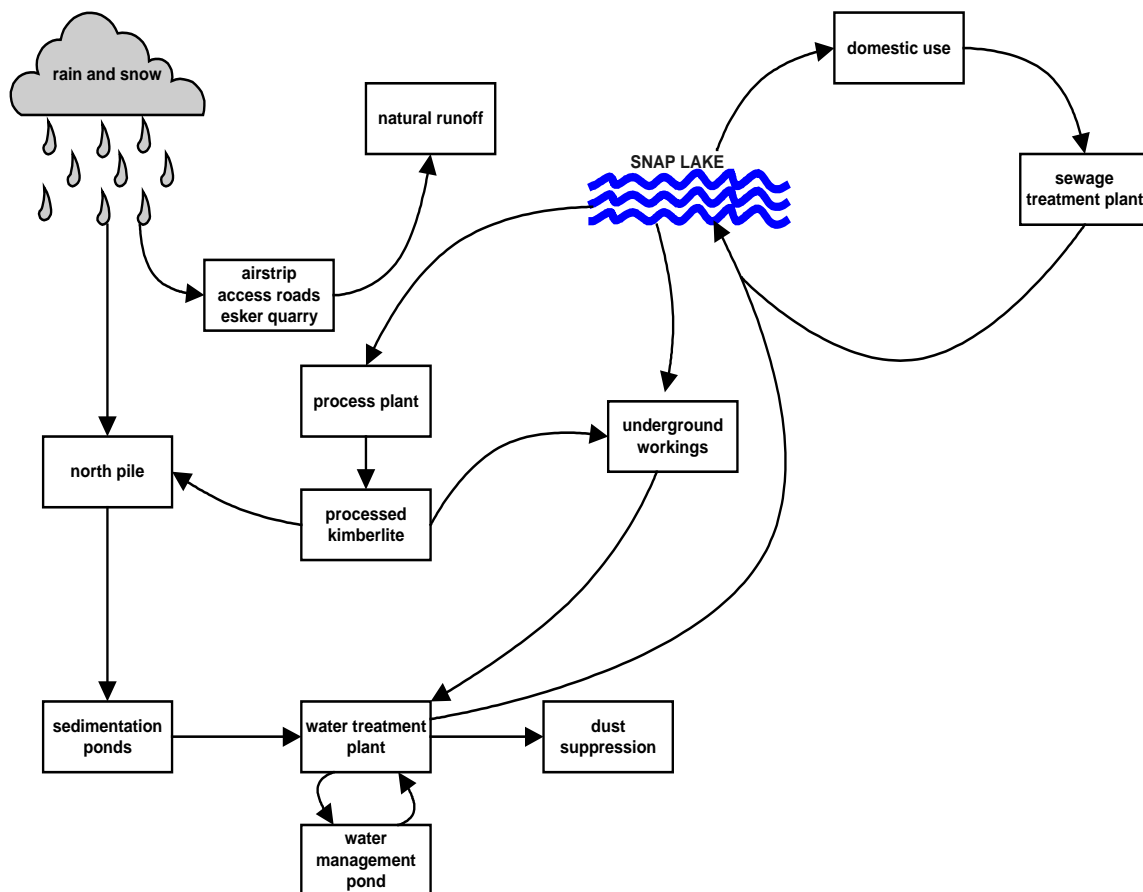 domestic use
rain and snow
natural runoff
SNAP LAKE
sewage
treatment plant
airstrip
access roads
esker quarry
process plant
underground
workings
north pile
processed
kimberlite
sedimentation
ponds
water treatment
plant
dust
suppression
water
management
pond